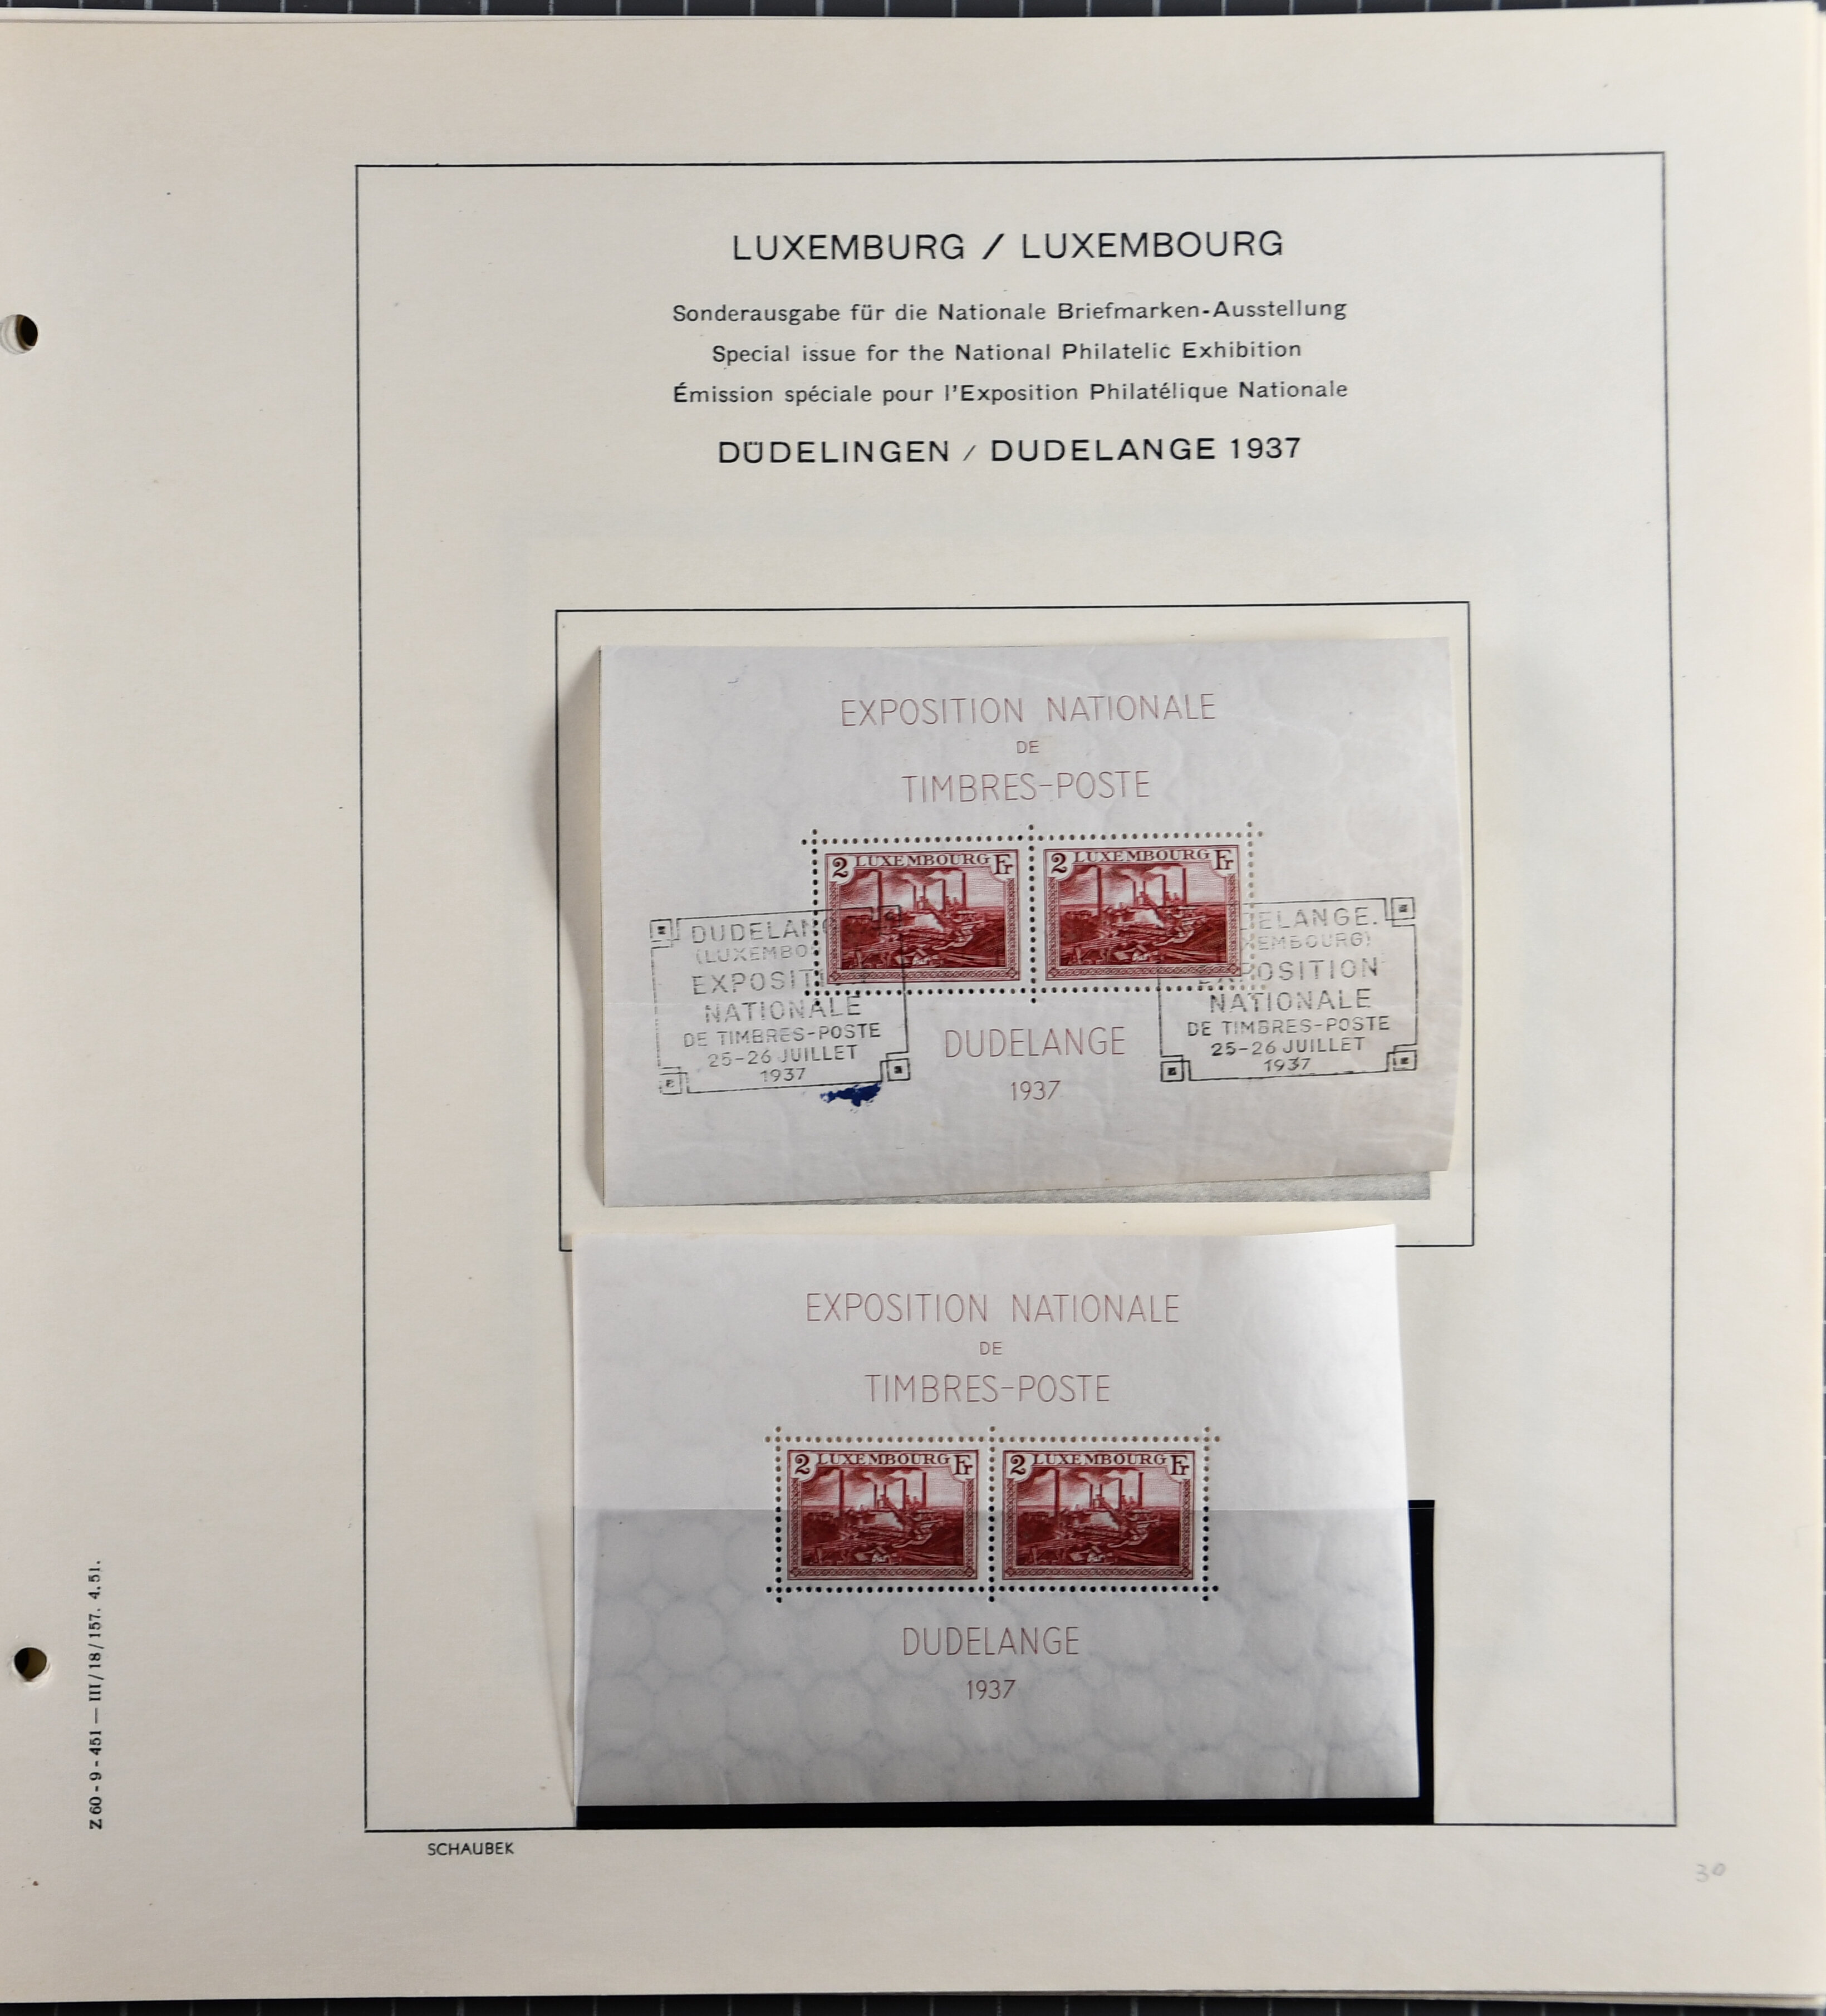 LUXEMBURG / LUXEMBOURG
Sonderausgabe für die Nationale Briefmarken-Ausstellung
Special issue for the National Philatelic Exhibition
Émission spéciale pour l'Exposition Philatélique Nationale
DÜDELINGEN / DUDELANGE 1937
EXPOSITION NATIONALE
DE
TIMBRES-POSTE
2 LUXEMBOURG Fr
2 LUXEMBOURG Fr
DUDELAN
(LUXEMBO
EXPOSIT
NATIONALE
DE TIMBRES-POSTE
25-26 JUILLET
1937
ELANGE.
EMBOURG)
OSITION
NATIONALE
DE TIMBRES-POSTE
25-26 JUILLET
1937
DUDELANGE
1937
EXPOSITION NATIONALE
DE
TIMBRES-POSTE
2 LUXEMBOURG Fr
2 LUXEMBOURG Fr
DUDELANGE
1937
Z 60 - 9 - 451 — III / 18 / 157. 4.51.
SCHAUBEK
30